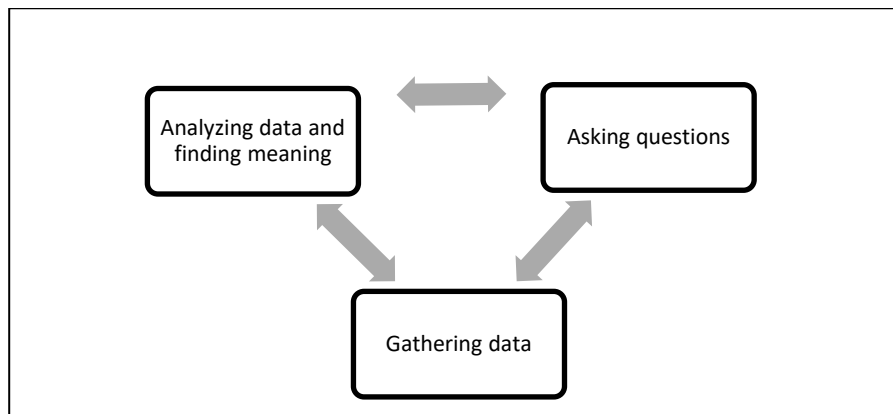 Analyzing data and
finding meaning
Asking questions
Gathering data